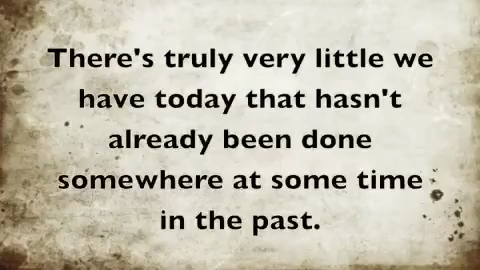 There's truly very little we
have today that hasn't
already been done
somewhere at some time
in the past.